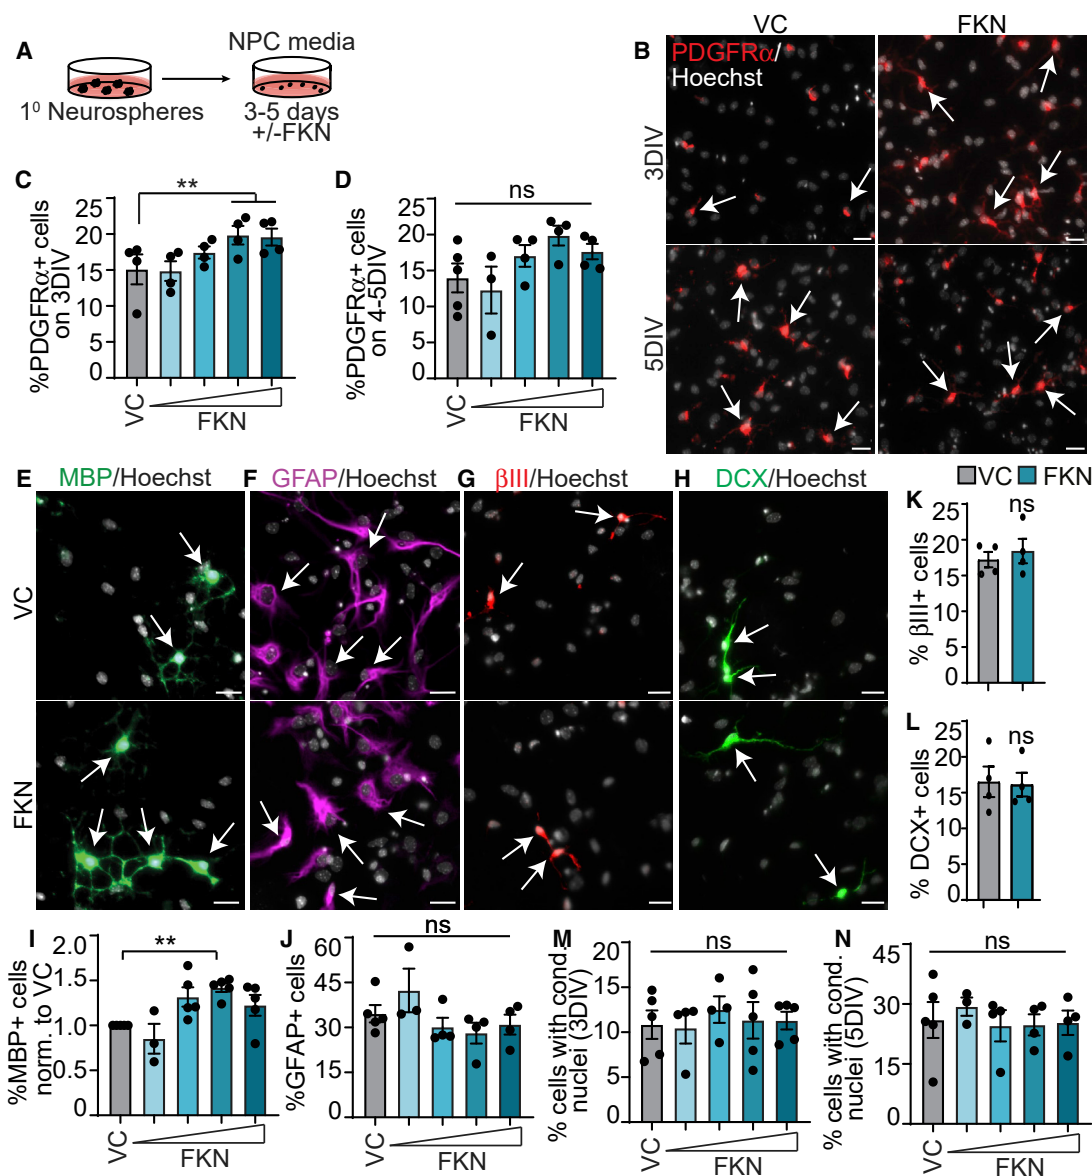 A
NPC media
1⁰ Neurospheres
3-5 days
+/-FKN
B
VC
FKN
PDGFRα/
Hoechst
3DIV
5DIV
C
**
%PDGFRα+ cells
on 3DIV
25
20
15
10
5
0
VC
FKN
D
ns
%PDGFRα+ cells
on 4-5DIV
25
20
15
10
5
0
VC
FKN
E
MBP/Hoechst
F
GFAP/Hoechst
G
βIII/Hoechst
H
DCX/Hoechst
VC
FKN
VC
FKN
K
ns
% βIII+ cells
25
20
15
10
5
0
L
ns
% DCX+ cells
25
20
15
10
5
0
I
**
%MBP+ cells
norm. to VC
2.0
1.5
1.0
0.5
0
VC
FKN
J
ns
%GFAP+ cells
60
45
30
15
0
VC
FKN
M
ns
% cells with cond.
nuclei (3DIV)
20
15
10
5
0
VC
FKN
N
ns
% cells with cond.
nuclei (5DIV)
45
30
15
0
VC
FKN